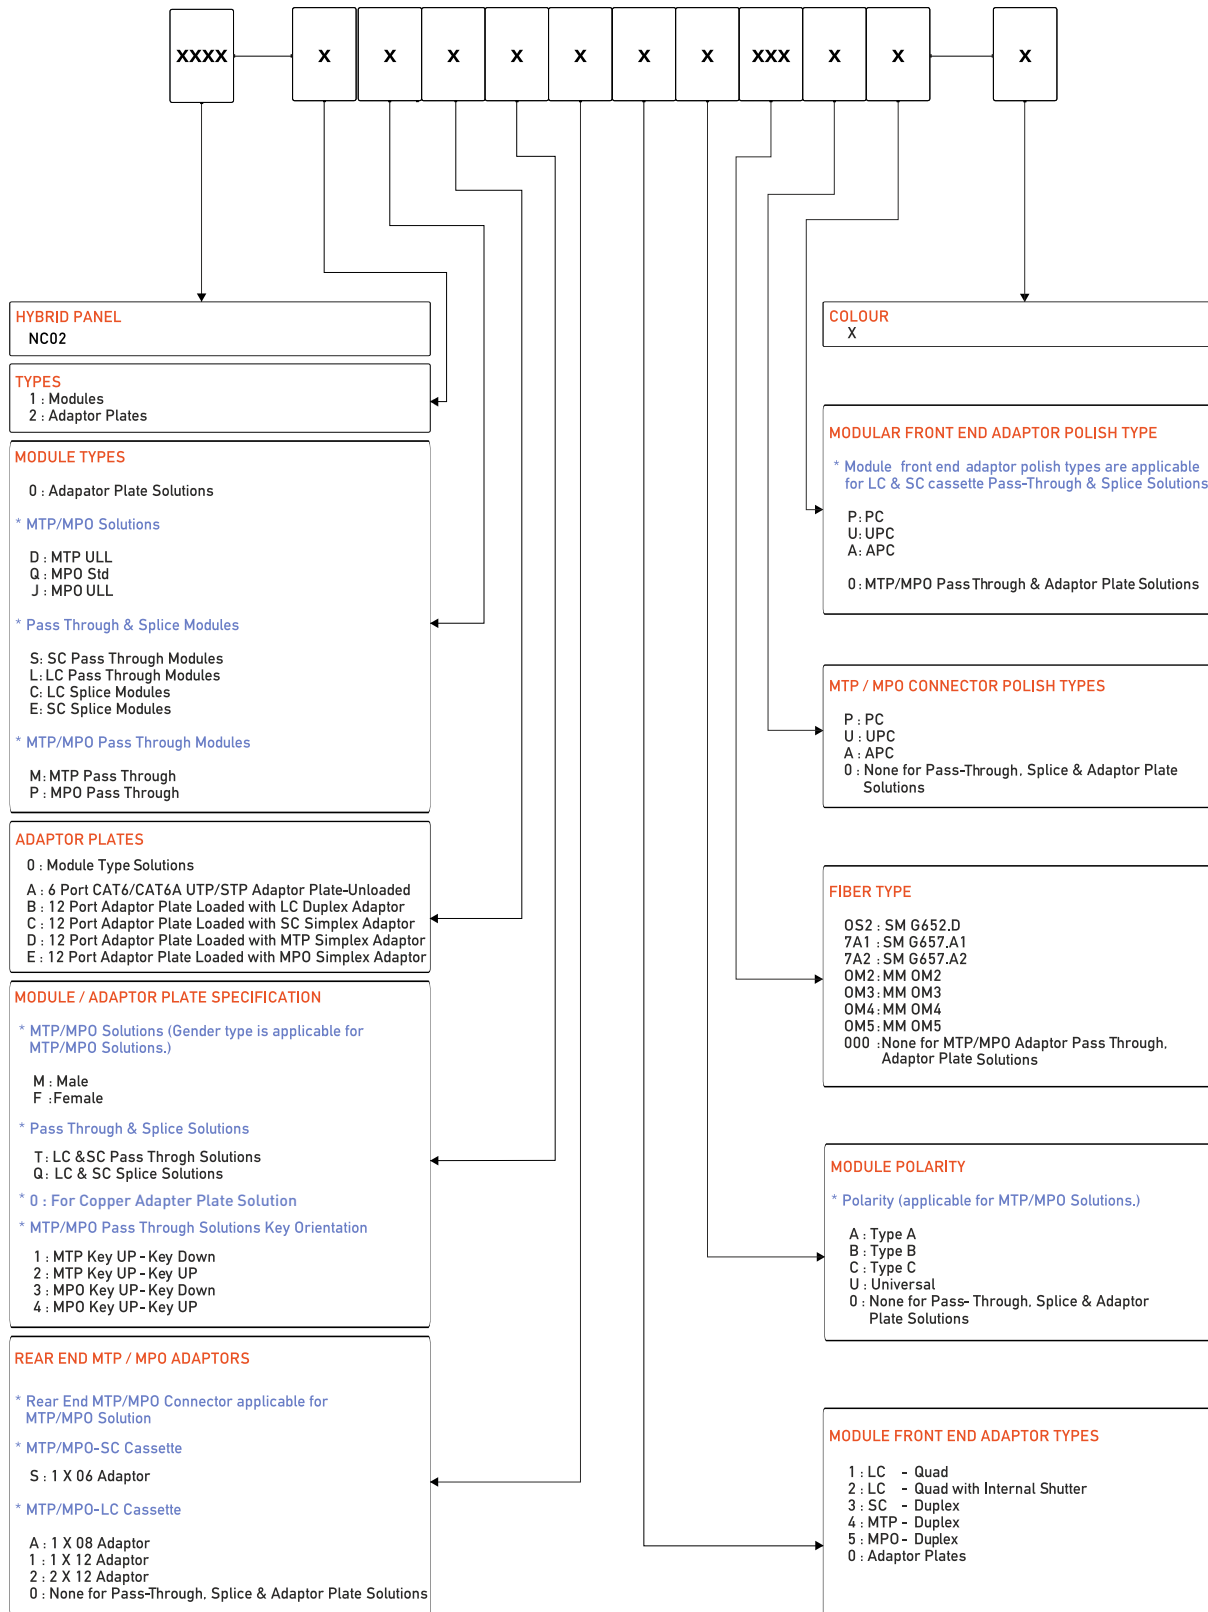 XXXX X X X X X X X XXX X X X
HYBRID PANEL
NC02
TYPES
1 : Modules
2 : Adaptor Plates
MODULE TYPES
0 : Adapator Plate Solutions
* MTP/MPO Solutions
D : MTP ULL
Q : MPO Std
J : MPO ULL
* Pass Through & Splice Modules
S: SC Pass Through Modules
L: LC Pass Through Modules
C: LC Splice Modules
E: SC Splice Modules
* MTP/MPO Pass Through Modules
M: MTP Pass Through
P: MPO Pass Through
ADAPTOR PLATES
0 : Module Type Solutions
A : 6 Port CAT6/CAT6A UTP/STP Adaptor Plate-Unloaded
B : 12 Port Adaptor Plate Loaded with LC Duplex Adaptor
C : 12 Port Adaptor Plate Loaded with SC Simplex Adaptor
D : 12 Port Adaptor Plate Loaded with MTP Simplex Adaptor
E : 12 Port Adaptor Plate Loaded with MPO Simplex Adaptor
MODULE / ADAPTOR PLATE SPECIFICATION
* MTP/MPO Solutions (Gender type is applicable for
MTP/MPO Solutions.)
M : Male
F : Female
* Pass Through & Splice Solutions
T: LC & SC Pass Throgh Solutions
Q: LC & SC Splice Solutions
* 0 : For Copper Adapter Plate Solution
* MTP/MPO Pass Through Solutions Key Orientation
1 : MTP Key UP - Key Down
2 : MTP Key UP - Key UP
3 : MPO Key UP - Key Down
4 : MPO Key UP - Key UP
REAR END MTP / MPO ADAPTORS
* Rear End MTP/MPO Connector applicable for
MTP/MPO Solution
* MTP/MPO-SC Cassette
S : 1 X 06 Adaptor
* MTP/MPO-LC Cassette
A : 1 X 08 Adaptor
1 : 1 X 12 Adaptor
2 : 2 X 12 Adaptor
0 : None for Pass-Through, Splice & Adaptor Plate Solutions
COLOUR
X
MODULAR FRONT END ADAPTOR POLISH TYPE
* Module front end adaptor polish types are applicable
for LC & SC cassette Pass-Through & Splice Solutions
P: PC
U: UPC
A: APC
0: MTP/MPO Pass Through & Adaptor Plate Solutions
MTP / MPO CONNECTOR POLISH TYPES
P : PC
U : UPC
A : APC
0 : None for Pass-Through, Splice & Adaptor Plate
Solutions
FIBER TYPE
OS2 : SM G652.D
7A1 : SM G657.A1
7A2 : SM G657.A2
OM2 : MM OM2
OM3 : MM OM3
OM4 : MM OM4
OM5 : MM OM5
000 : None for MTP/MPO Adaptor Pass Through,
Adaptor Plate Solutions
MODULE POLARITY
* Polarity (applicable for MTP/MPO Solutions.)
A : Type A
B : Type B
C : Type C
U : Universal
0 : None for Pass- Through, Splice & Adaptor
Plate Solutions
MODULE FRONT END ADAPTOR TYPES
1 : LC - Quad
2 : LC - Quad with Internal Shutter
3 : SC - Duplex
4 : MTP - Duplex
5 : MPO - Duplex
0 : Adaptor Plates